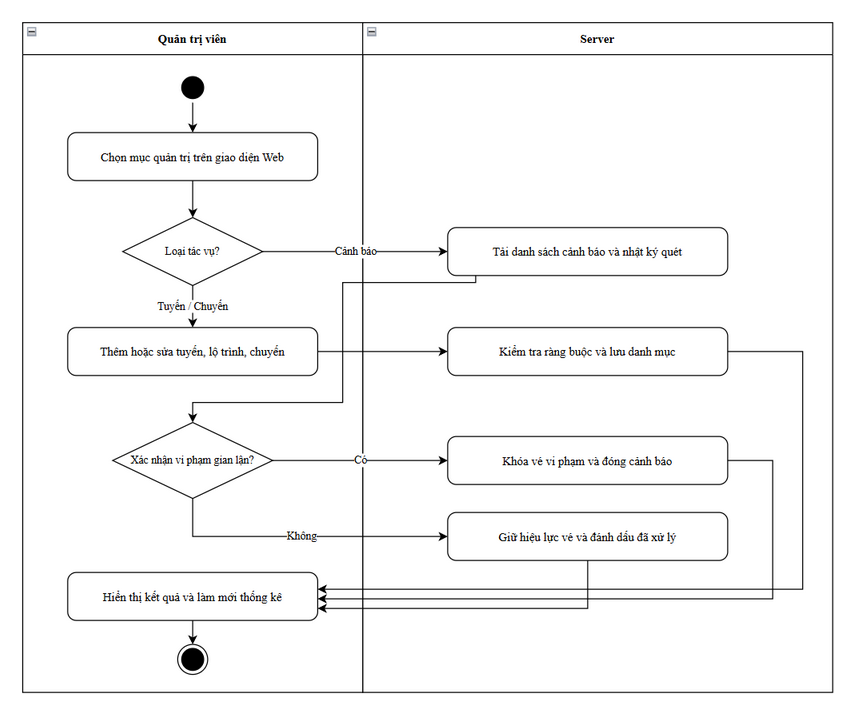 Quản trị viên
Server
Chọn mục quản trị trên giao diện Web
Loại tác vụ?
Cảnh báo
Tải danh sách cảnh báo và nhật ký quét
Tuyến / Chuyến
Thêm hoặc sửa tuyến, lộ trình, chuyến
Kiểm tra ràng buộc và lưu danh mục
Xác nhận vi phạm gian lận?
Có
Khóa vé vi phạm và đóng cảnh báo
Không
Giữ hiệu lực vé và đánh dấu đã xử lý
Hiển thị kết quả và làm mới thống kê